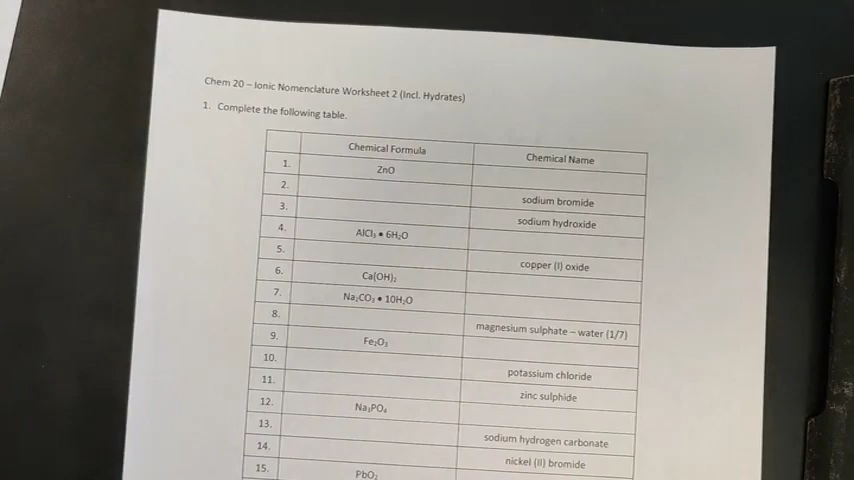 Chem 20 – Ionic Nomenclature Worksheet 2 (Incl. Hydrates)
1. Complete the following table.
Chemical Formula Chemical Name
1. ZnO
2. sodium bromide
3. sodium hydroxide
4. AlCl₃ • 6H₂O
5. copper (I) oxide
6. Ca(OH)₂
7. Na₂CO₃ • 10H₂O
8. magnesium sulphate – water (1/7)
9. Fe₂O₃
10. potassium chloride
11. zinc sulphide
12. Na₃PO₄
13. sodium hydrogen carbonate
14. nickel (II) bromide
15. PbO₂